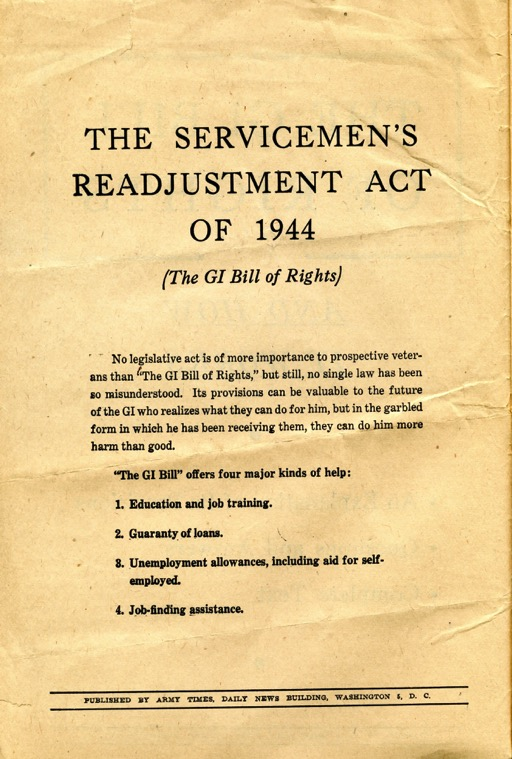 THE SERVICEMEN'S
READJUSTMENT ACT
OF 1944
(The GI Bill of Rights)
No legislative act is of more importance to prospective veter-
ans than "The GI Bill of Rights," but still, no single law has been
so misunderstood. Its provisions can be valuable to the future
of the GI who realizes what they can do for him, but in the garbled
form in which he has been receiving them, they can do him more
harm than good.
"The GI Bill" offers four major kinds of help:
1. Education and job training.
2. Guaranty of loans.
3. Unemployment allowances, including aid for self-
employed.
4. Job-finding assistance.
PUBLISHED BY ARMY TIMES, DAILY NEWS BUILDING, WASHINGTON 5, D. C.